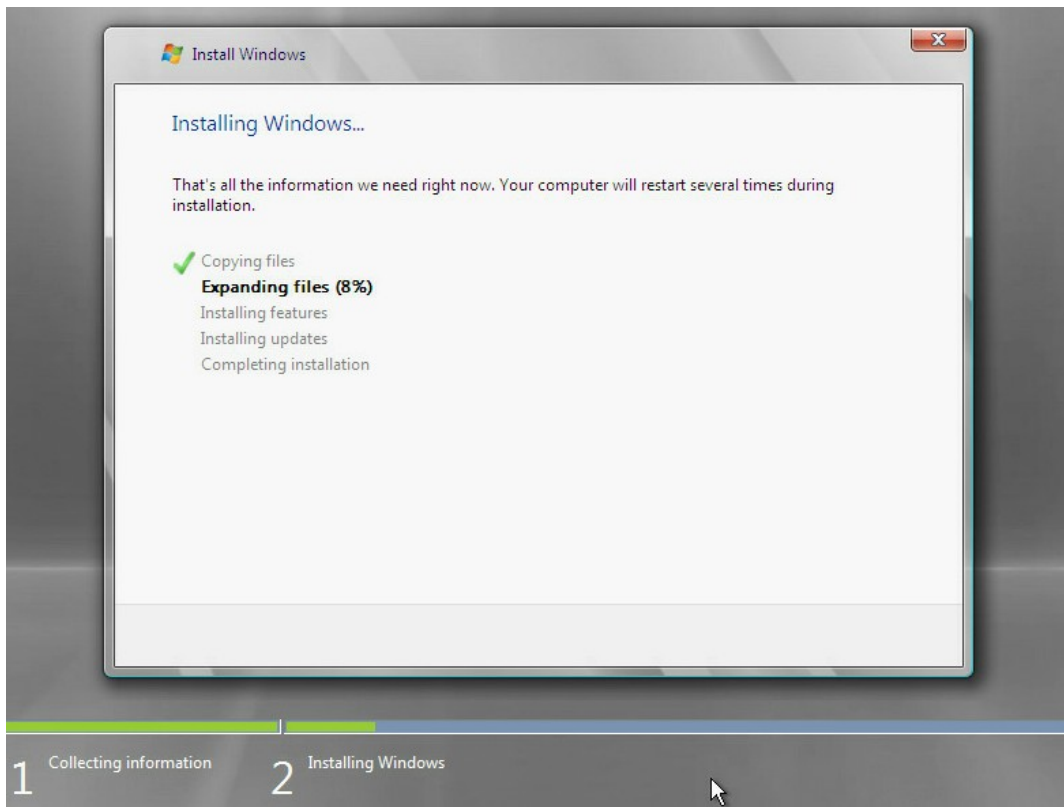 Install Windows
Installing Windows...
That's all the information we need right now. Your computer will restart several times during
installation.
Copying files
Expanding files (8%)
Installing features
Installing updates
Completing installation
1 Collecting information
2 Installing Windows